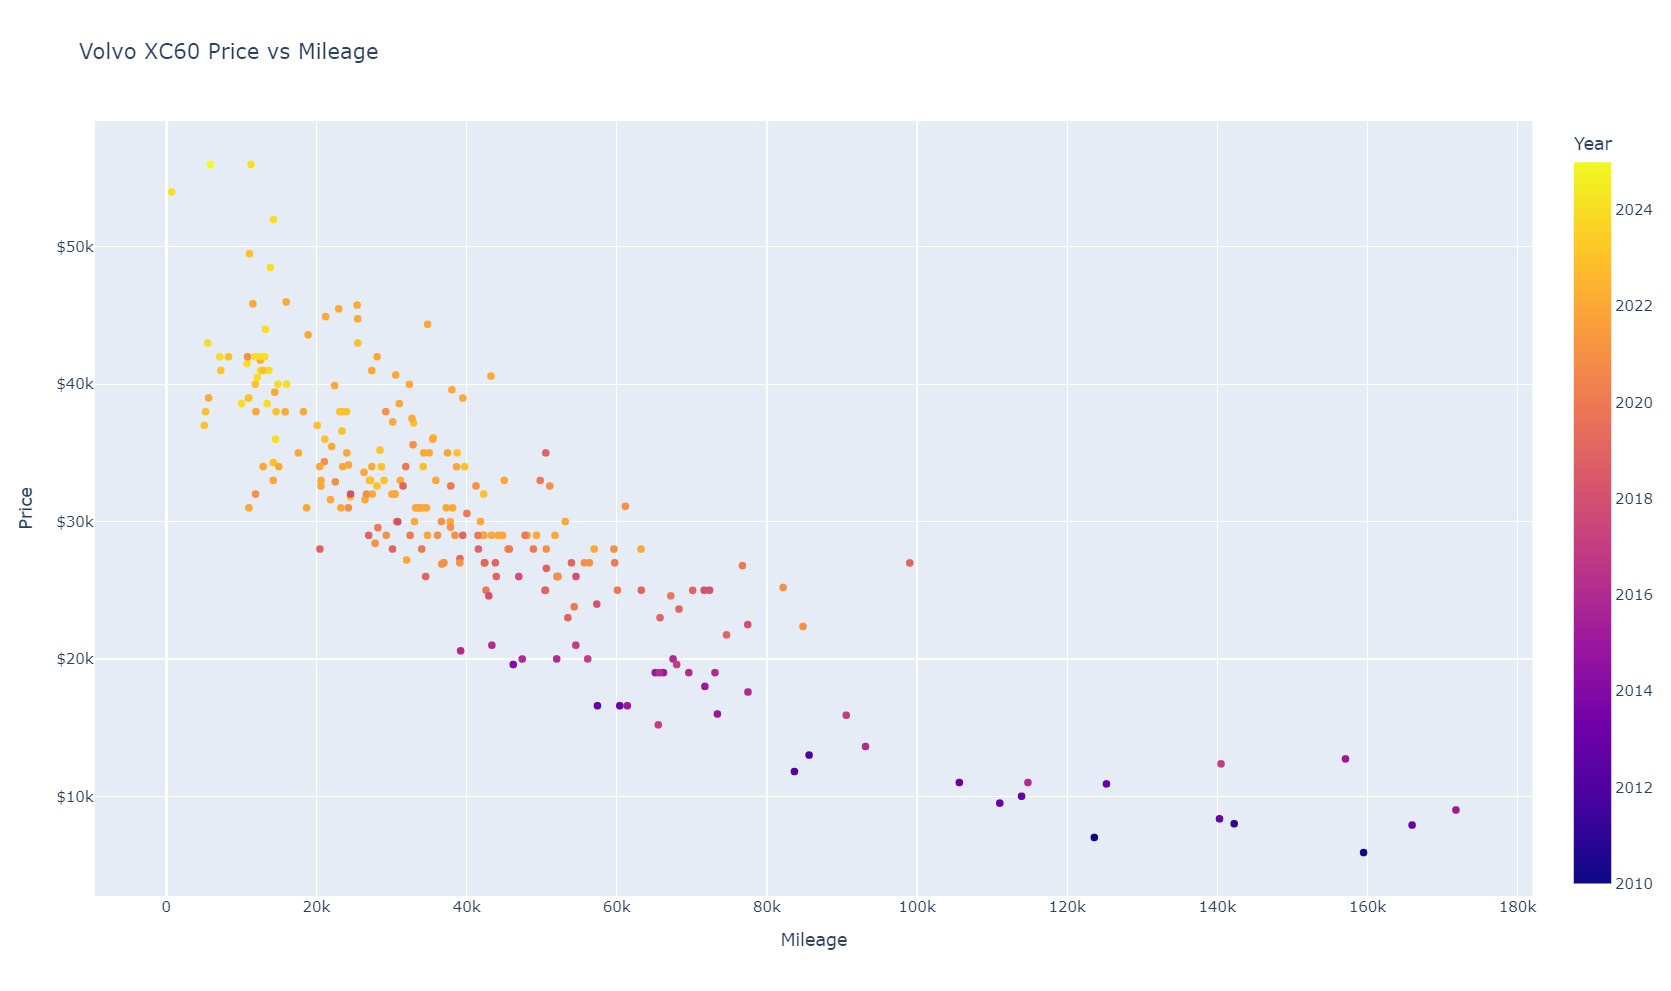 Volvo XC60 Price vs Mileage
Year
2024
2022
2020
2018
2016
2014
2012
2010
Price
$50k
$40k
$30k
$20k
$10k
0 20k 40k 60k 80k 100k 120k 140k 160k 180k
Mileage